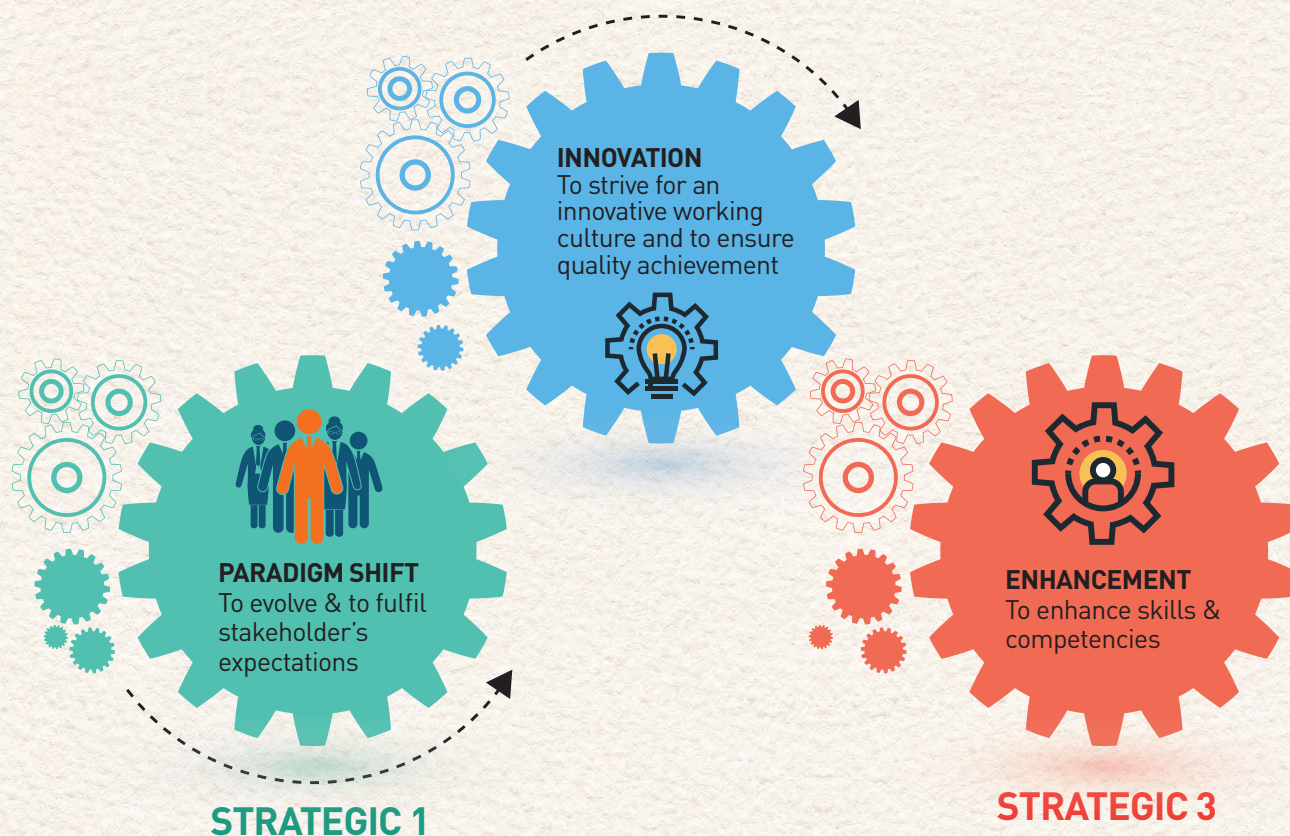 INNOVATION
To strive for an
innovative working
culture and to ensure
quality achievement
PARADIGM SHIFT
To evolve & to fulfil
stakeholder’s
expectations
STRATEGIC 1
ENHANCEMENT
To enhance skills &
competencies
STRATEGIC 3